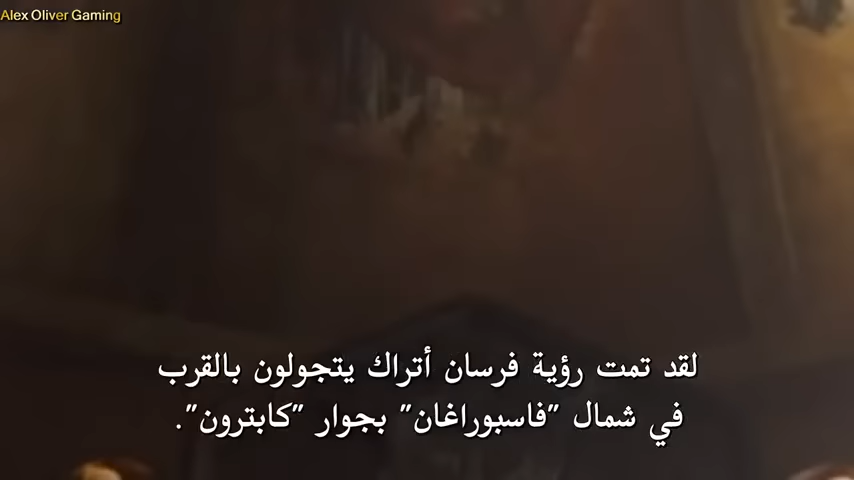 Alex Oliver Gaming
لقد تمت رؤية فرسان أتراك يتجولون بالقرب
في شمال "فاسبوراغان" بجوار "كابترون".